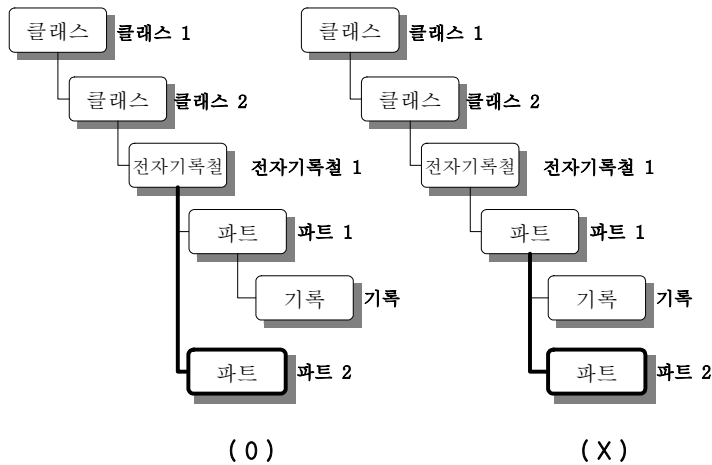 클래스 클래스 1 클래스 클래스 1
클래스 클래스 2 클래스 클래스 2
전자기록철 전자기록철 1 전자기록철 전자기록철 1
파트 파트 1 파트 파트 1
기록 기록 기록 기록
파트 파트 2 파트 파트 2
( O ) ( X )